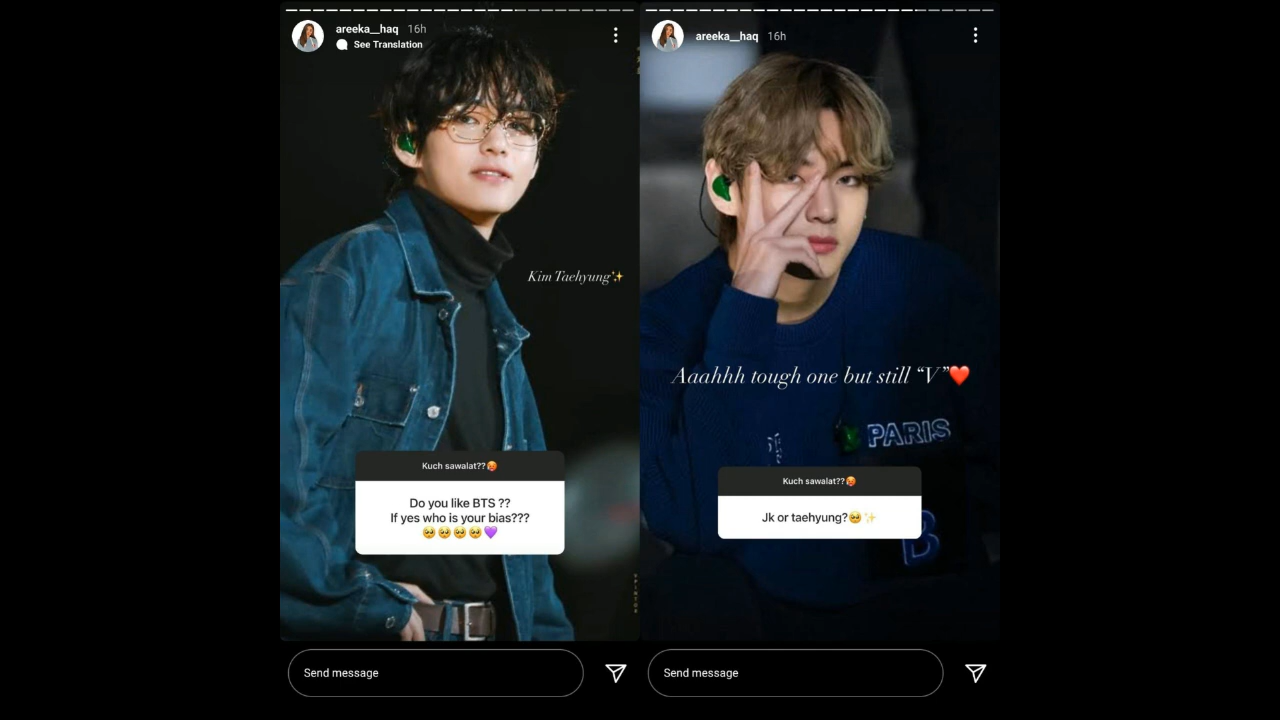 areeka__haq 16h
See Translation
Kim Taehyung✨
Kuch sawalat??🥵
Do you like BTS ??
If yes who is your bias???
🥺🥺🥺🥺💜
Send message
areeka__haq 16h
Aaahhh tough one but still “V”❤️
PARIS
Kuch sawalat??🥵
Jk or taehyung?🥺✨
B
Send message